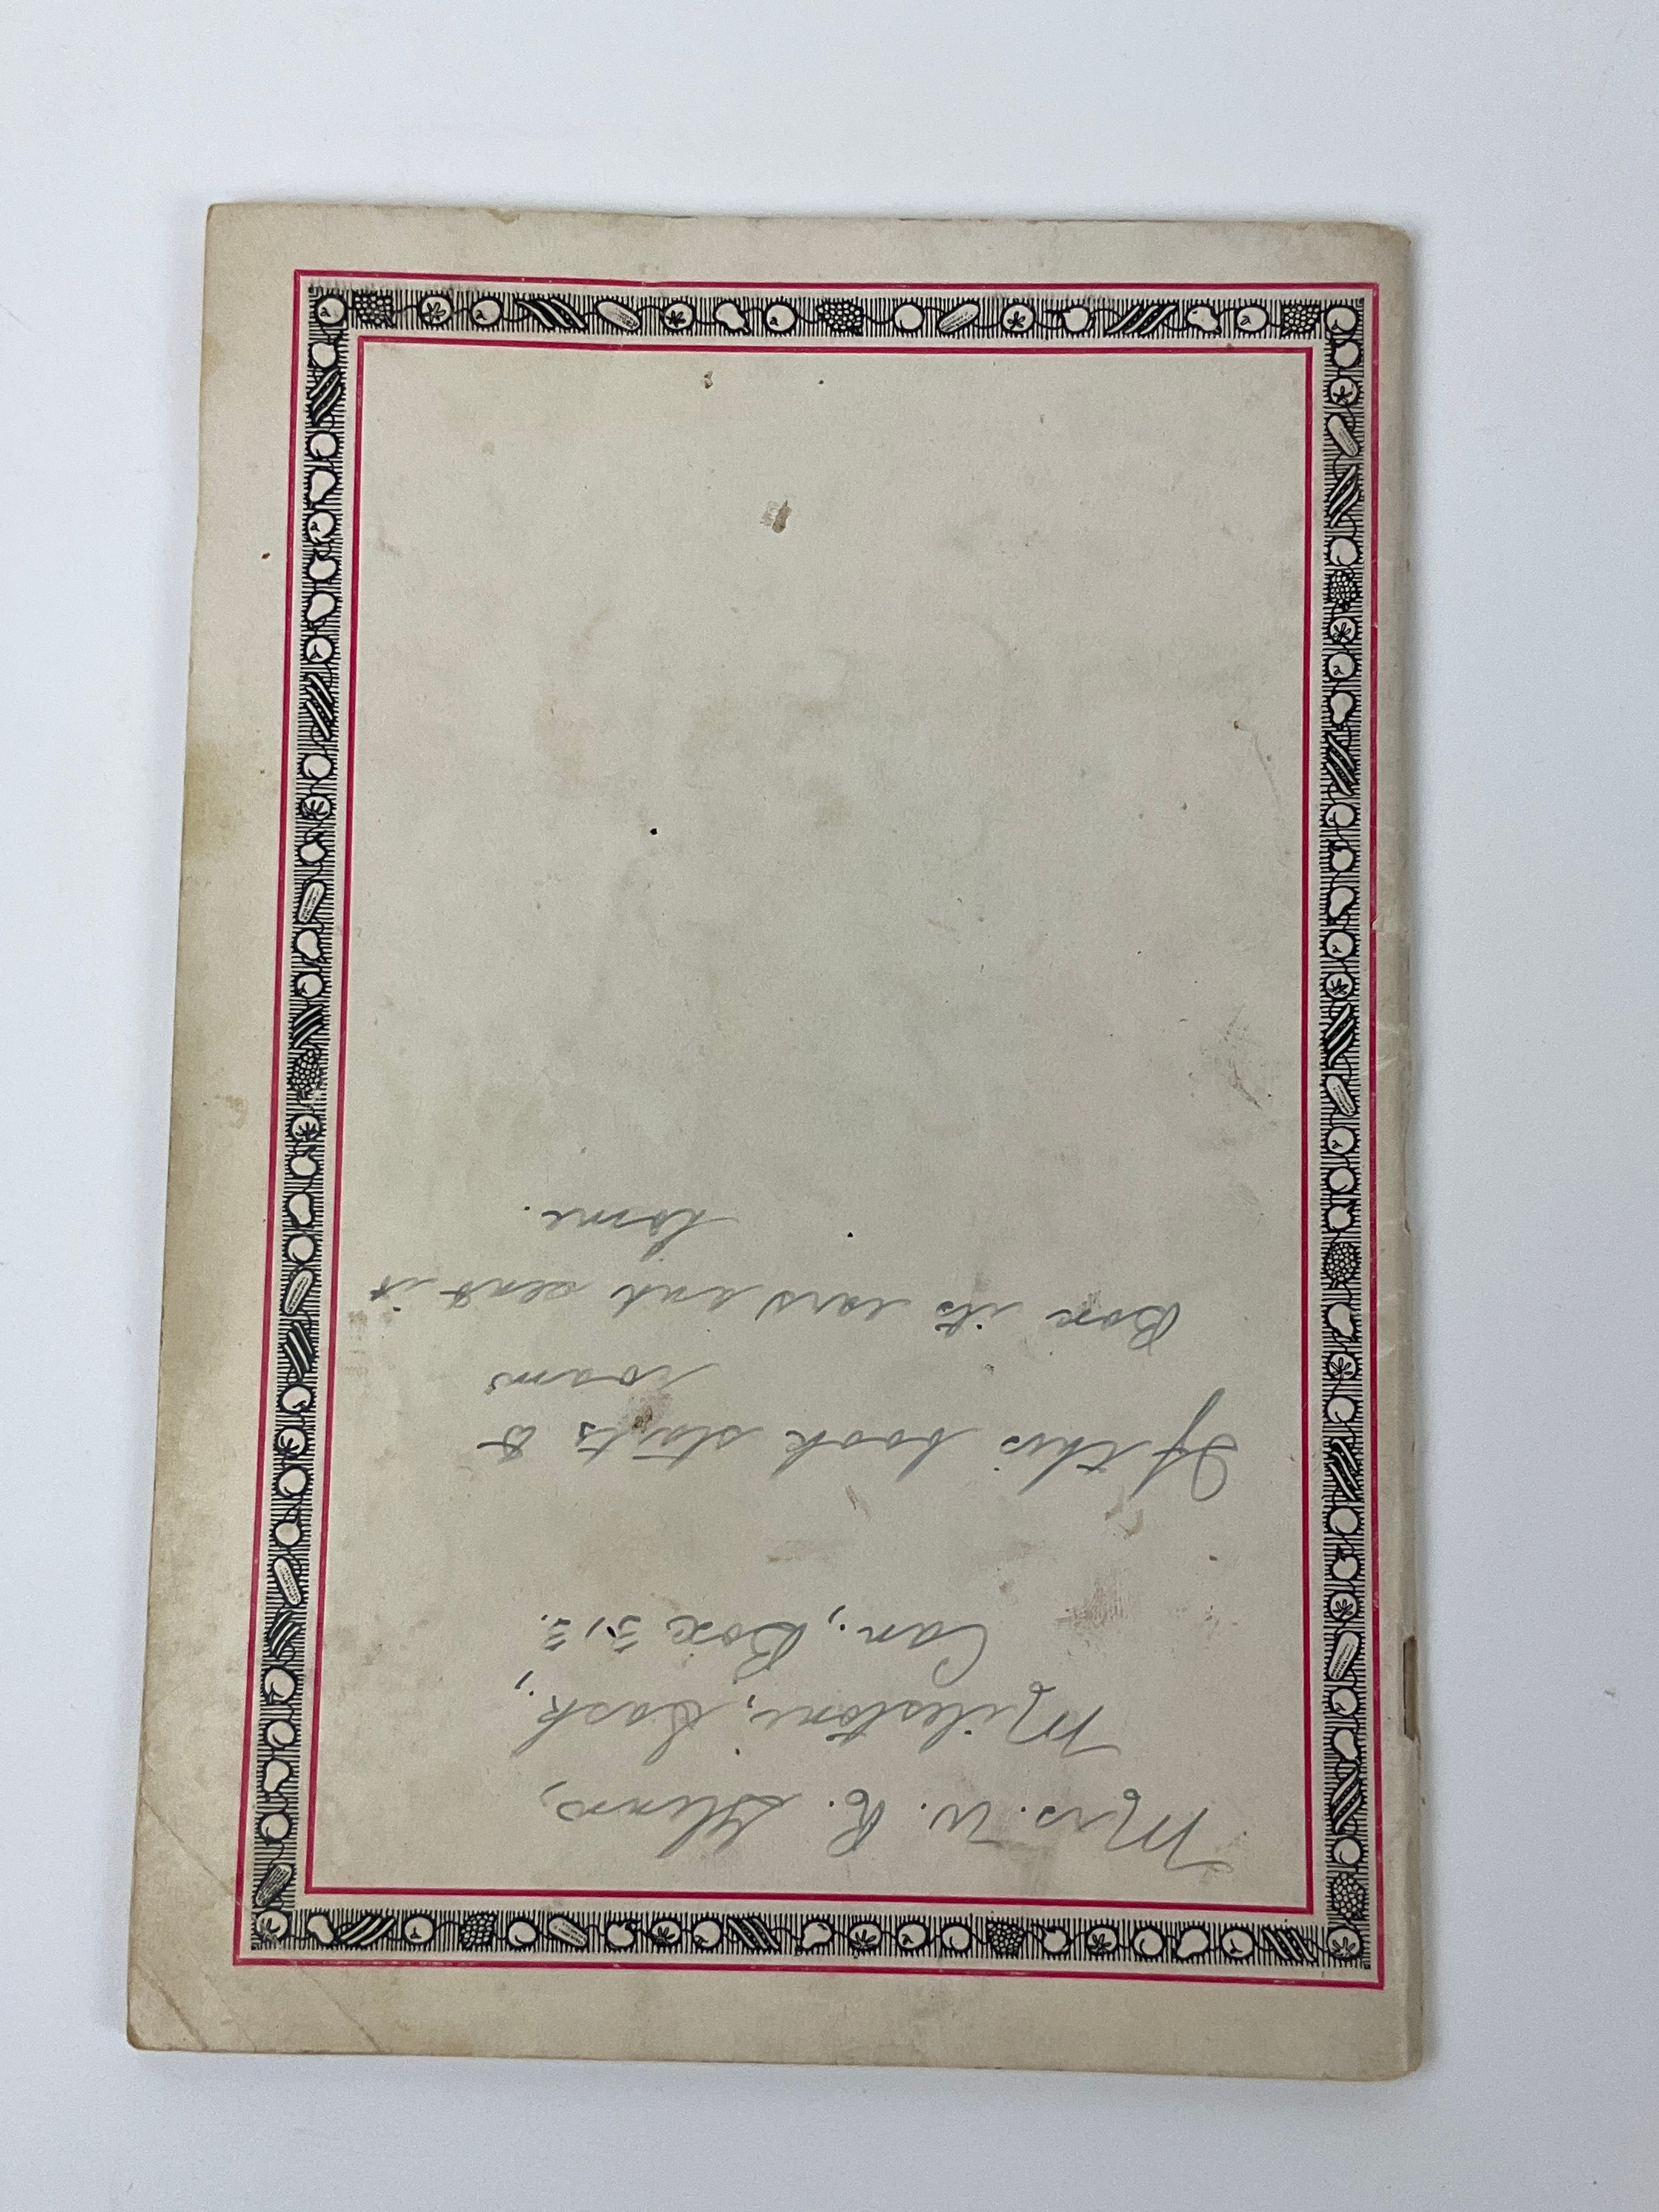 Mrs. W. R.
Milestone, Sask.,
Can., Box 313.
If this book starts to
roam
Box its ears and send it
home.